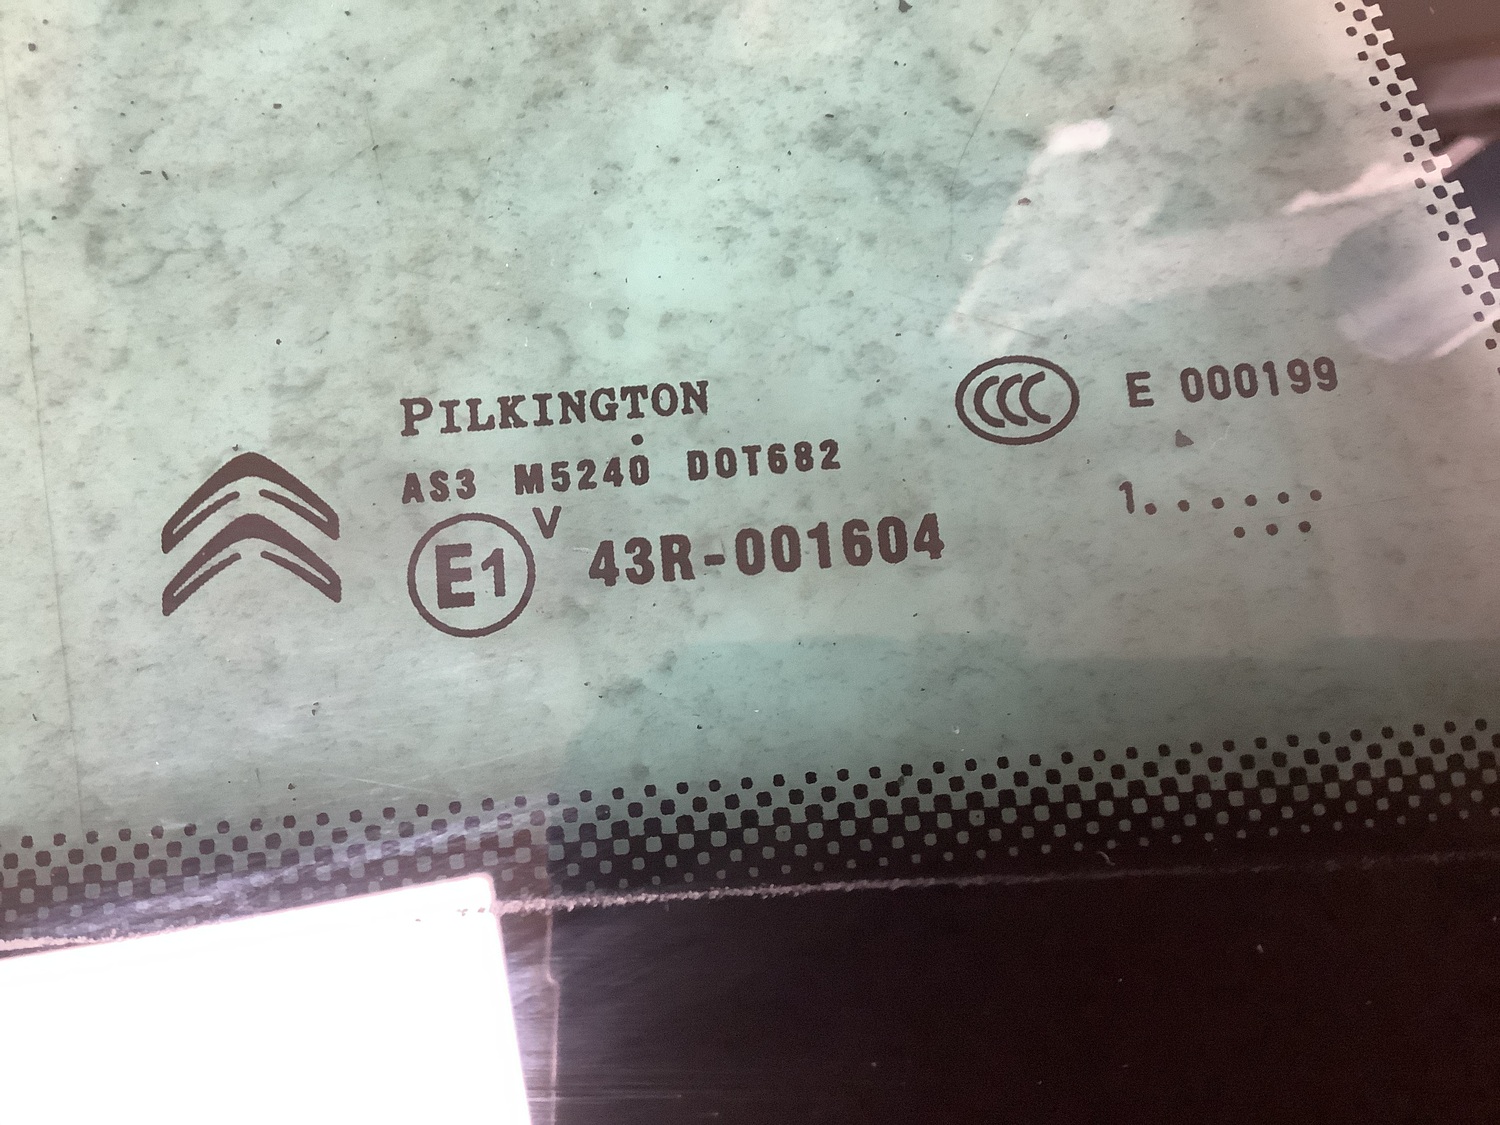 PILKINGTON
AS3 M5240 DOT682
E1 V 43R-001604
CCC E 000199
1. . . . . .
. . .